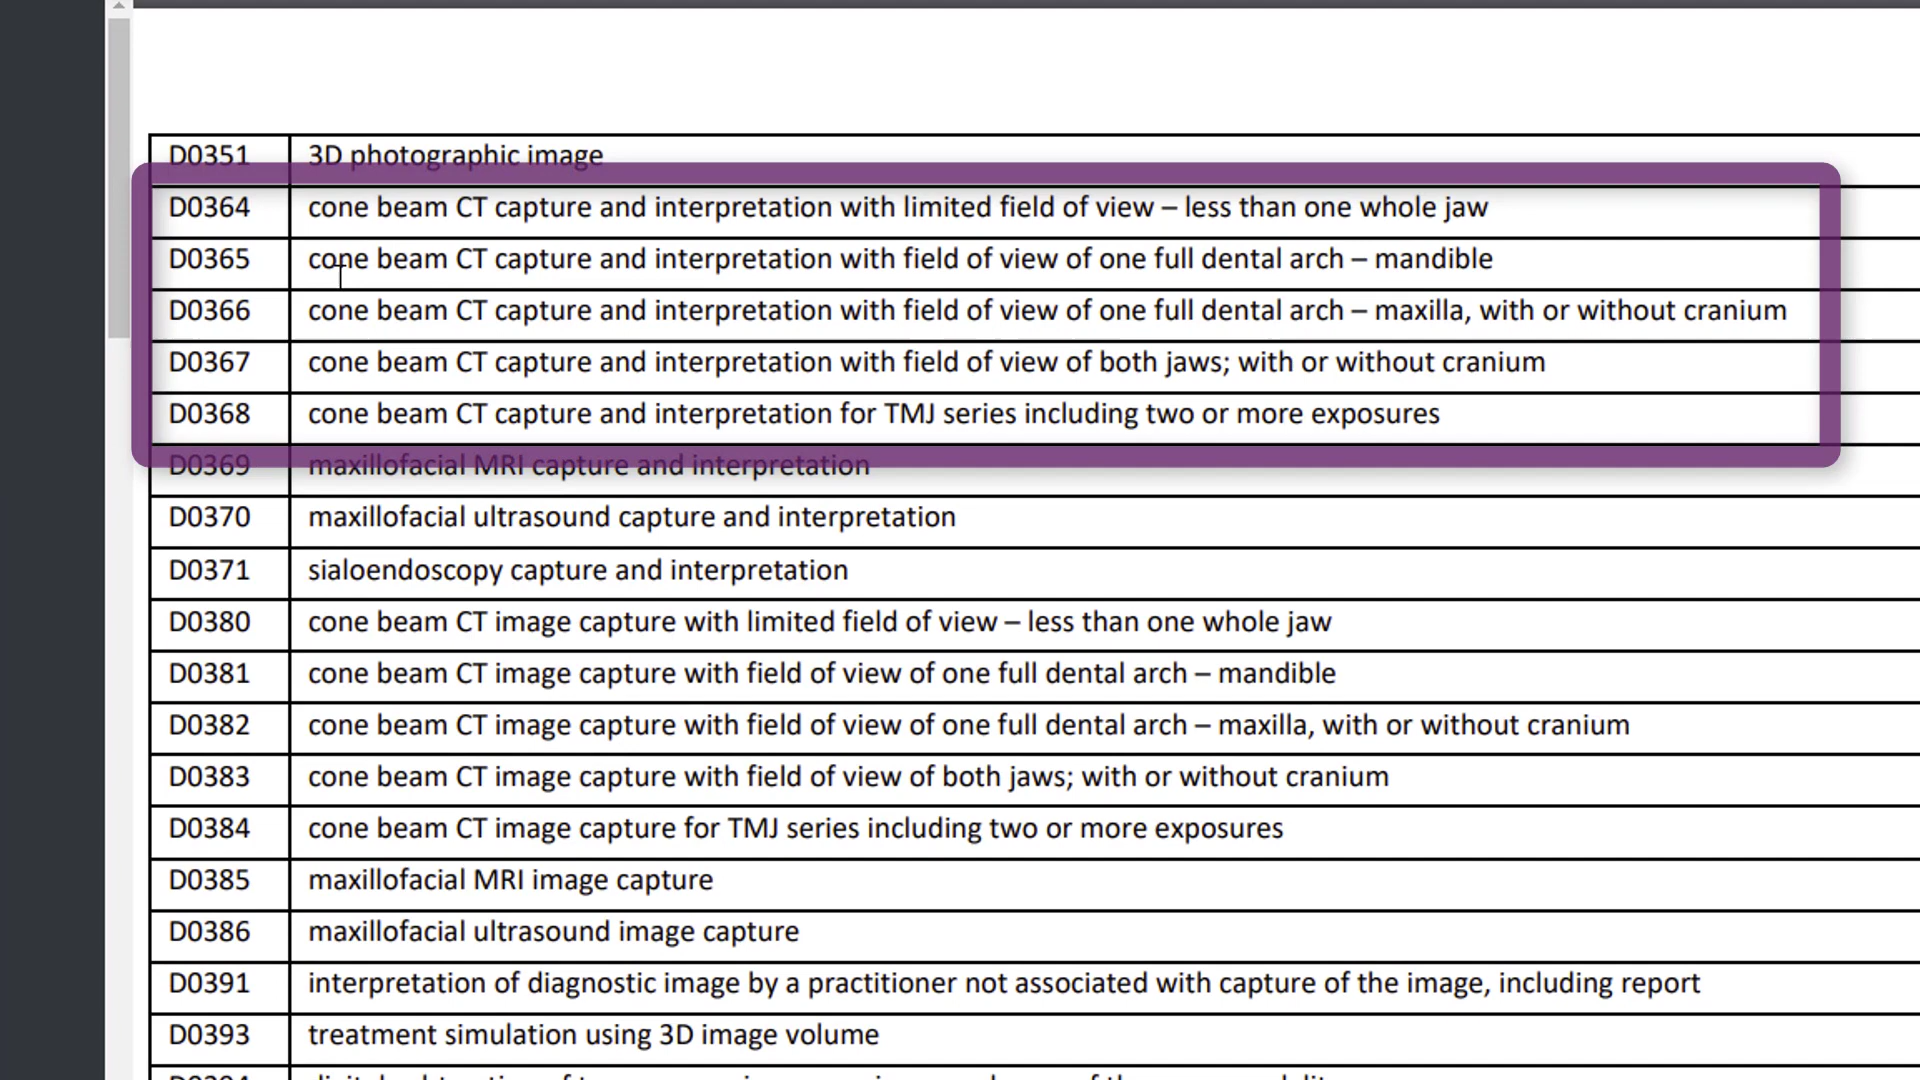 D0351 3D photographic image
D0364 cone beam CT capture and interpretation with limited field of view – less than one whole jaw
D0365 cone beam CT capture and interpretation with field of view of one full dental arch – mandible
D0366 cone beam CT capture and interpretation with field of view of one full dental arch – maxilla, with or without cranium
D0367 cone beam CT capture and interpretation with field of view of both jaws; with or without cranium
D0368 cone beam CT capture and interpretation for TMJ series including two or more exposures
D0369 maxillofacial MRI capture and interpretation
D0370 maxillofacial ultrasound capture and interpretation
D0371 sialoendoscopy capture and interpretation
D0380 cone beam CT image capture with limited field of view – less than one whole jaw
D0381 cone beam CT image capture with field of view of one full dental arch – mandible
D0382 cone beam CT image capture with field of view of one full dental arch – maxilla, with or without cranium
D0383 cone beam CT image capture with field of view of both jaws; with or without cranium
D0384 cone beam CT image capture for TMJ series including two or more exposures
D0385 maxillofacial MRI image capture
D0386 maxillofacial ultrasound image capture
D0391 interpretation of diagnostic image by a practitioner not associated with capture of the image, including report
D0393 treatment simulation using 3D image volume